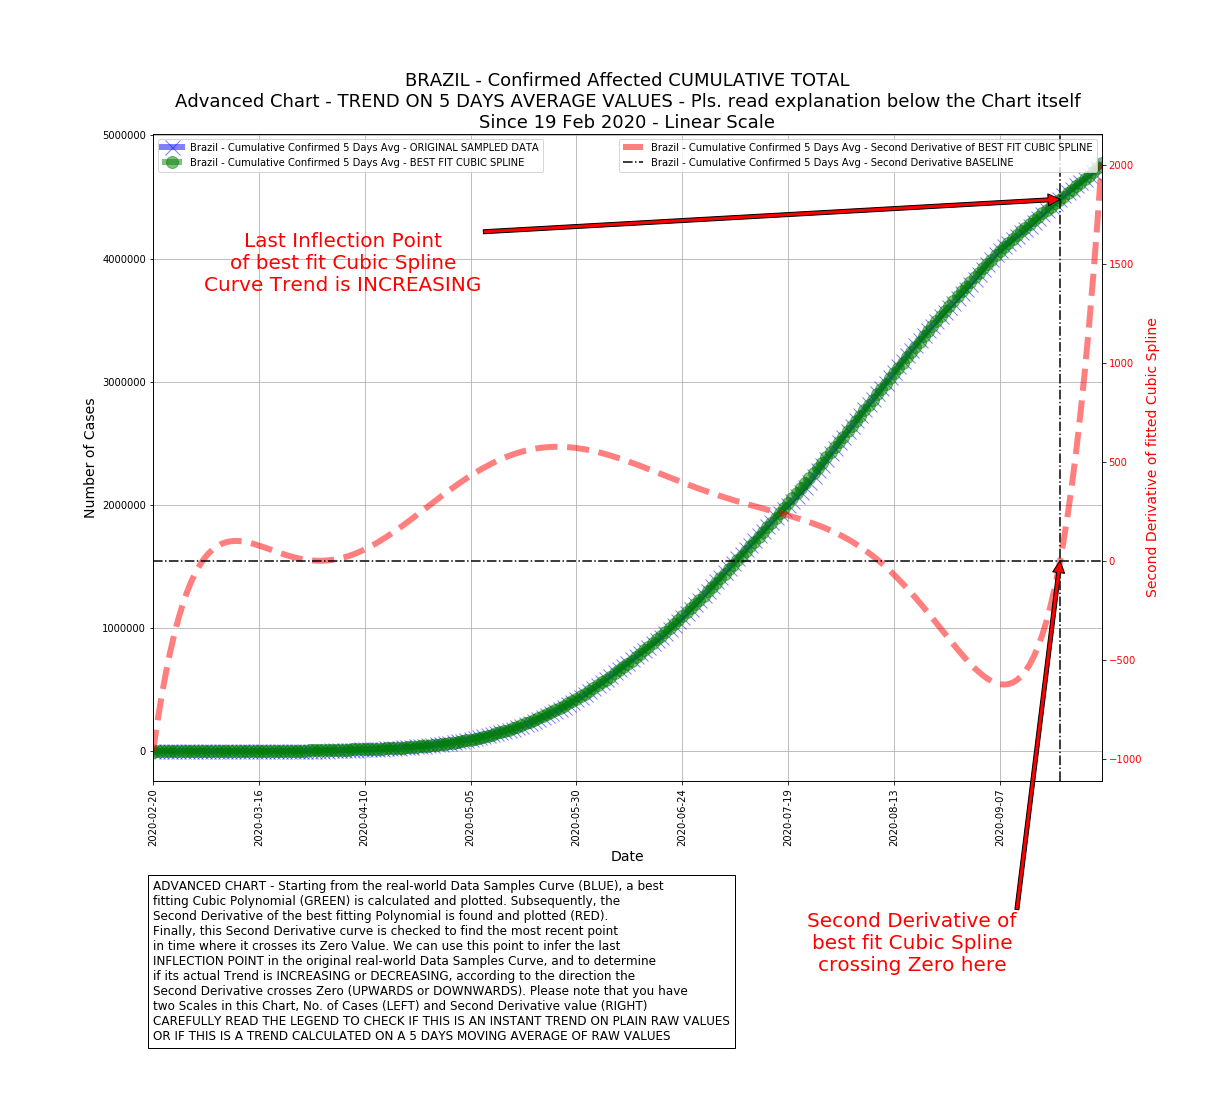 BRAZIL - Confirmed Affected CUMULATIVE TOTAL
Advanced Chart - TREND ON 5 DAYS AVERAGE VALUES - Pls. read explanation below the Chart itself
Since 19 Feb 2020 - Linear Scale
Brazil - Cumulative Confirmed 5 Days Avg - ORIGINAL SAMPLED DATA
Brazil - Cumulative Confirmed 5 Days Avg - BEST FIT CUBIC SPLINE
Brazil - Cumulative Confirmed 5 Days Avg - Second Derivative of BEST FIT CUBIC SPLINE
Brazil - Cumulative Confirmed 5 Days Avg - Second Derivative BASELINE
Last Inflection Point
of best fit Cubic Spline
Curve Trend is INCREASING
Number of Cases
5000000
4000000
3000000
2000000
1000000
0
2000
1500
1000
500
0
−500
−1000
Second Derivative of fitted Cubic Spline
2020-02-20
2020-03-16
2020-04-10
2020-05-05
2020-05-30
2020-06-24
2020-07-19
2020-08-13
2020-09-07
Date
ADVANCED CHART - Starting from the real-world Data Samples Curve (BLUE), a best
fitting Cubic Polynomial (GREEN) is calculated and plotted. Subsequently, the
Second Derivative of the best fitting Polynomial is found and plotted (RED).
Finally, this Second Derivative curve is checked to find the most recent point
in time where it crosses its Zero Value. We can use this point to infer the last
INFLECTION POINT in the original real-world Data Samples Curve, and to determine
if its actual Trend is INCREASING or DECREASING, according to the direction the
Second Derivative crosses Zero (UPWARDS or DOWNWARDS). Please note that you have
two Scales in this Chart, No. of Cases (LEFT) and Second Derivative value (RIGHT)
CAREFULLY READ THE LEGEND TO CHECK IF THIS IS AN INSTANT TREND ON PLAIN RAW VALUES
OR IF THIS IS A TREND CALCULATED ON A 5 DAYS MOVING AVERAGE OF RAW VALUES
Second Derivative of
best fit Cubic Spline
crossing Zero here